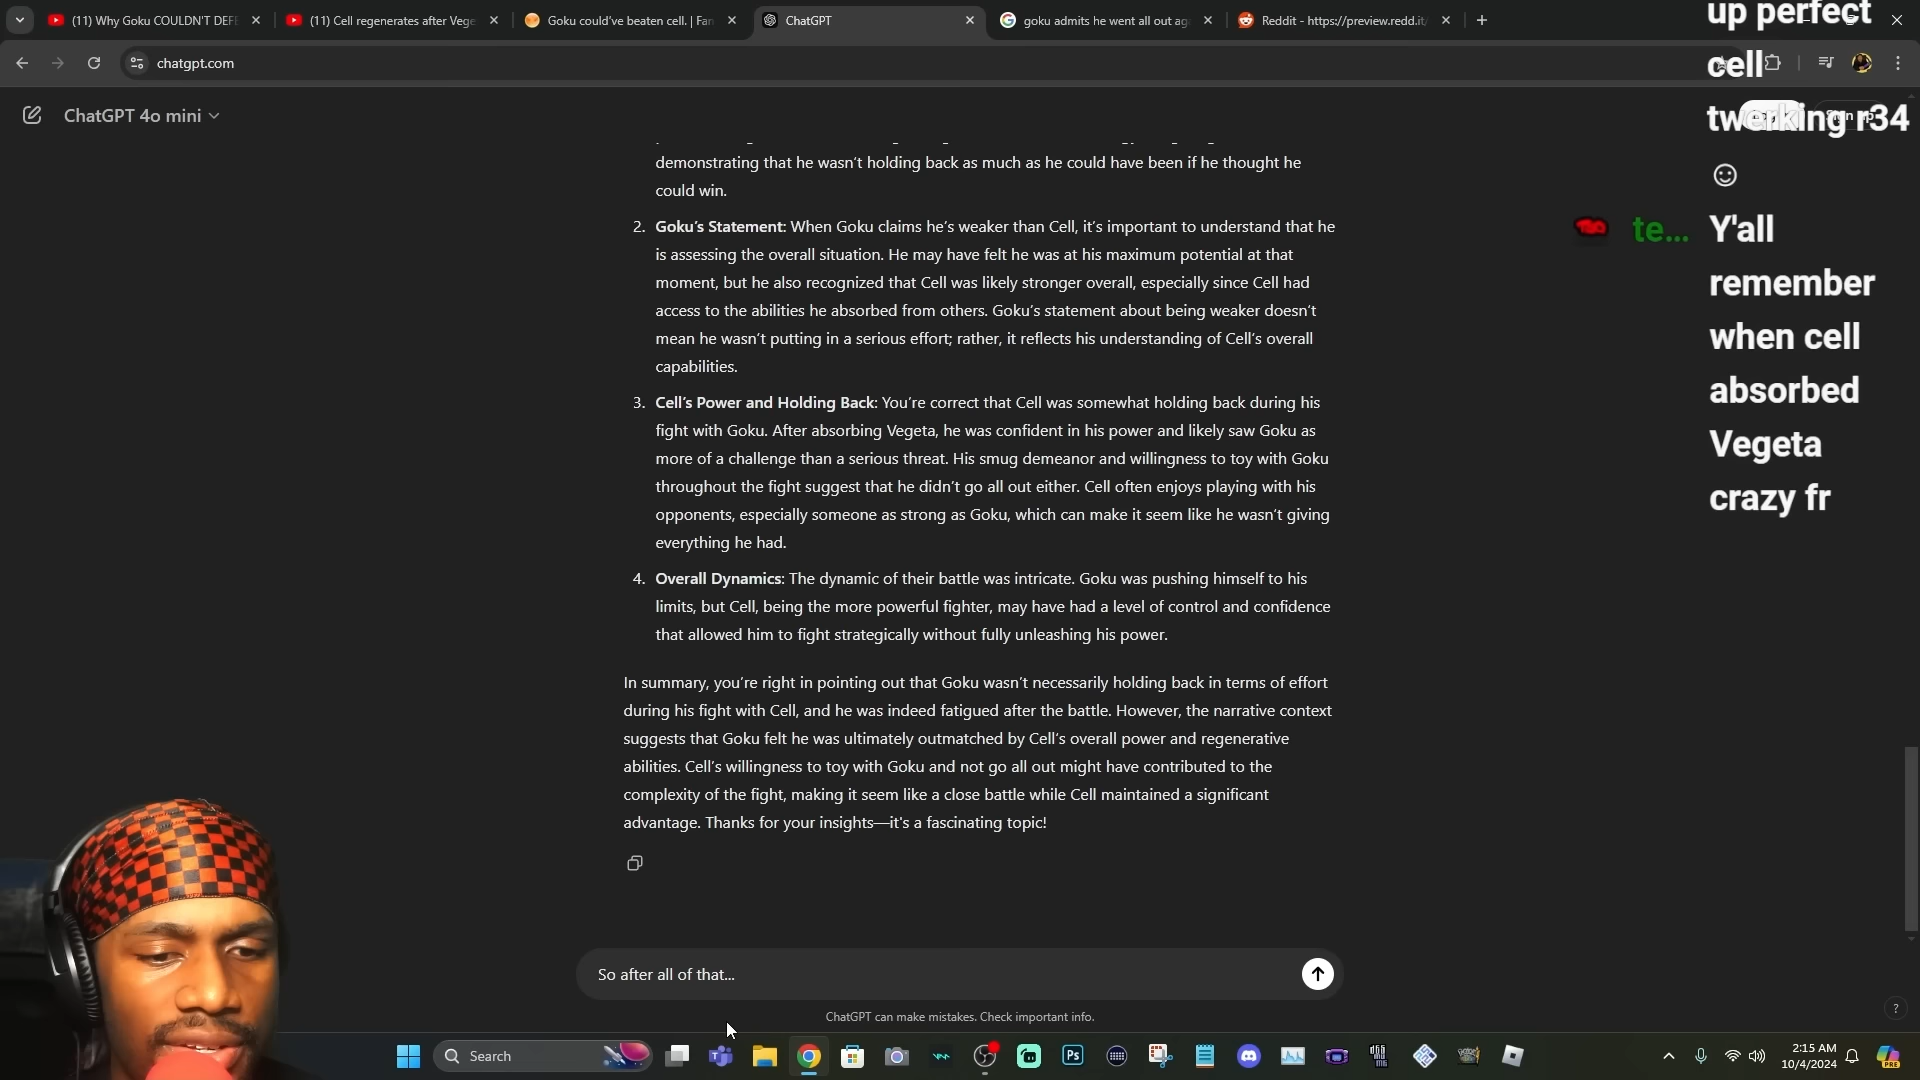 (11) Why Goku COULDN'T DEFE
(11) Cell regenerates after Vege
Goku could've beaten cell. | Fan
ChatGPT
goku admits he went all out ag
Reddit - https://preview.redd.it/
chatgpt.com
ChatGPT 4o mini
demonstrating that he wasn't holding back as much as he could have been if he thought he
could win.
2. Goku's Statement: When Goku claims he's weaker than Cell, it's important to understand that he
is assessing the overall situation. He may have felt he was at his maximum potential at that
moment, but he also recognized that Cell was likely stronger overall, especially since Cell had
access to the abilities he absorbed from others. Goku's statement about being weaker doesn't
mean he wasn't putting in a serious effort; rather, it reflects his understanding of Cell's overall
capabilities.
3. Cell's Power and Holding Back: You're correct that Cell was somewhat holding back during his
fight with Goku. After absorbing Vegeta, he was confident in his power and likely saw Goku as
more of a challenge than a serious threat. His smug demeanor and willingness to toy with Goku
throughout the fight suggest that he didn't go all out either. Cell often enjoys playing with his
opponents, especially someone as strong as Goku, which can make it seem like he wasn't giving
everything he had.
4. Overall Dynamics: The dynamic of their battle was intricate. Goku was pushing himself to his
limits, but Cell, being the more powerful fighter, may have had a level of control and confidence
that allowed him to fight strategically without fully unleashing his power.
In summary, you're right in pointing out that Goku wasn't necessarily holding back in terms of effort
during his fight with Cell, and he was indeed fatigued after the battle. However, the narrative context
suggests that Goku felt he was ultimately outmatched by Cell's overall power and regenerative
abilities. Cell's willingness to toy with Goku and not go all out might have contributed to the
complexity of the fight, making it seem like a close battle while Cell maintained a significant
advantage. Thanks for your insights—it's a fascinating topic!
So after all of that...
ChatGPT can make mistakes. Check important info.
?
up perfect
cell
twerking r34
te... Y'all
remember
when cell
absorbed
Vegeta
crazy fr
Search
Ps
2:15 AM
10/4/2024
PRE